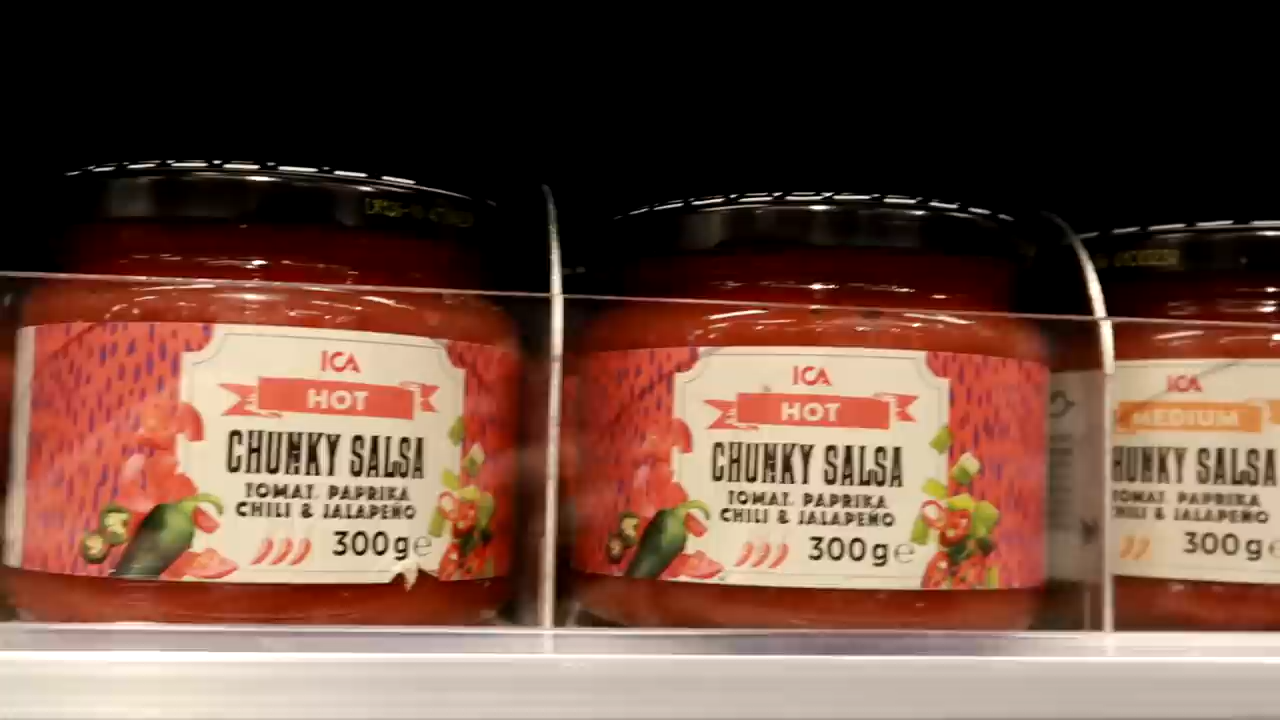 ICA
HOT
CHUNKY SALSA
TOMAT, PAPRIKA
CHILI & JALAPEÑO
300g e
ICA
HOT
CHUNKY SALSA
TOMAT, PAPRIKA
CHILI & JALAPEÑO
300g e
ICA
MEDIUM
HUNKY SALSA
TOMAT, PAPRIKA
CHILI & JALAPEÑO
300g e